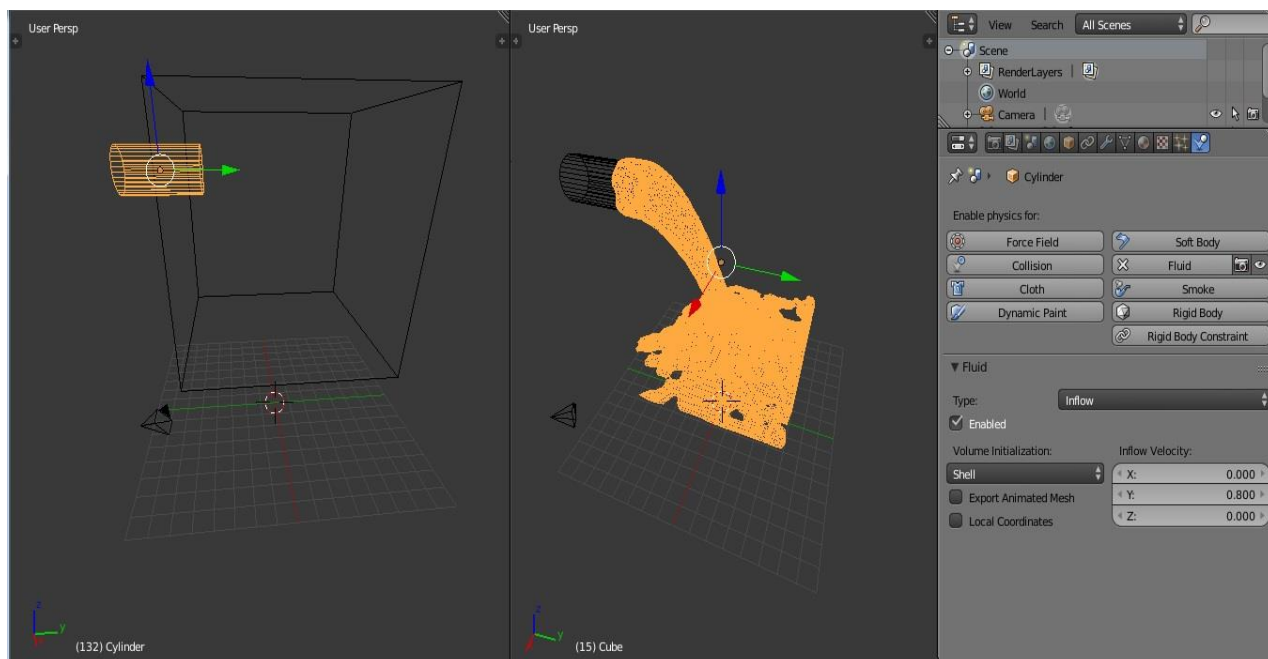 User Persp
(132) Cylinder
z
y
User Persp
(15) Cube
z
y
View Search All Scenes
Scene
RenderLayers |
World
Camera |
Cylinder
Enable physics for:
Force Field Soft Body
Collision Fluid
Cloth Smoke
Dynamic Paint Rigid Body
Rigid Body Constraint
Fluid
Type: Inflow
Enabled
Volume Initialization: Inflow Velocity:
Shell X: 0.000
Export Animated Mesh Y: 0.800
Local Coordinates Z: 0.000